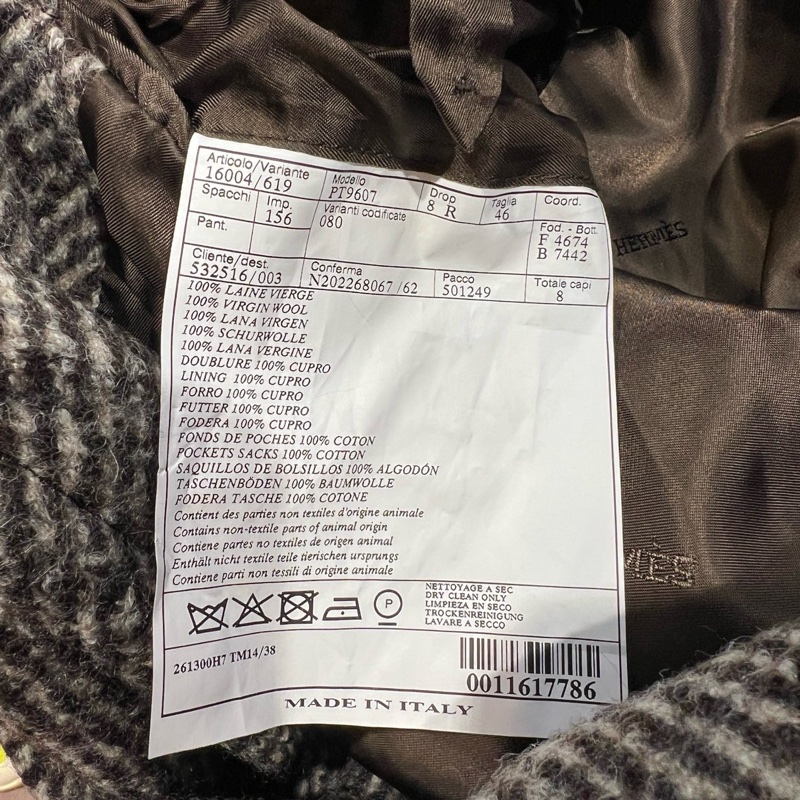 Articolo/Variante Modello Drop Taglia Coord.
16004/619 PT9607 8 R 46
Spacchi Imp. Varianti codificate Fod. - Bott.
156 080 F 4674
Pant. B 7442
Cliente/dest. Conferma Pacco Totale capi
532516/003 N202268067/62 501249 8
100% LAINE VIERGE
100% VIRGIN WOOL
100% LANA VIRGEN
100% SCHURWOLLE
100% LANA VERGINE
DOUBLURE 100% CUPRO
LINING 100% CUPRO
FORRO 100% CUPRO
FUTTER 100% CUPRO
FODERA 100% CUPRO
FONDS DE POCHES 100% COTON
POCKETS SACKS 100% COTTON
SAQUILLOS DE BOLSILLOS 100% ALGODÓN
TASCHENBÖDEN 100% BAUMWOLLE
FODERA TASCHE 100% COTONE
Contient des parties non textiles d'origine animale
Contains non-textile parts of animal origin
Contiene partes no textiles de origen animal
Enthält nicht textile teile tierischen ursprungs
Contiene parti non tessili di origine animale
P
NETTOYAGE A SEC
DRY CLEAN ONLY
LIMPIEZA EN SECO
TROCKENREINIGUNG
LAVARE A SECCO
261300H7 TM14/38
0011617786
MADE IN ITALY
HERMÈS
MÈS